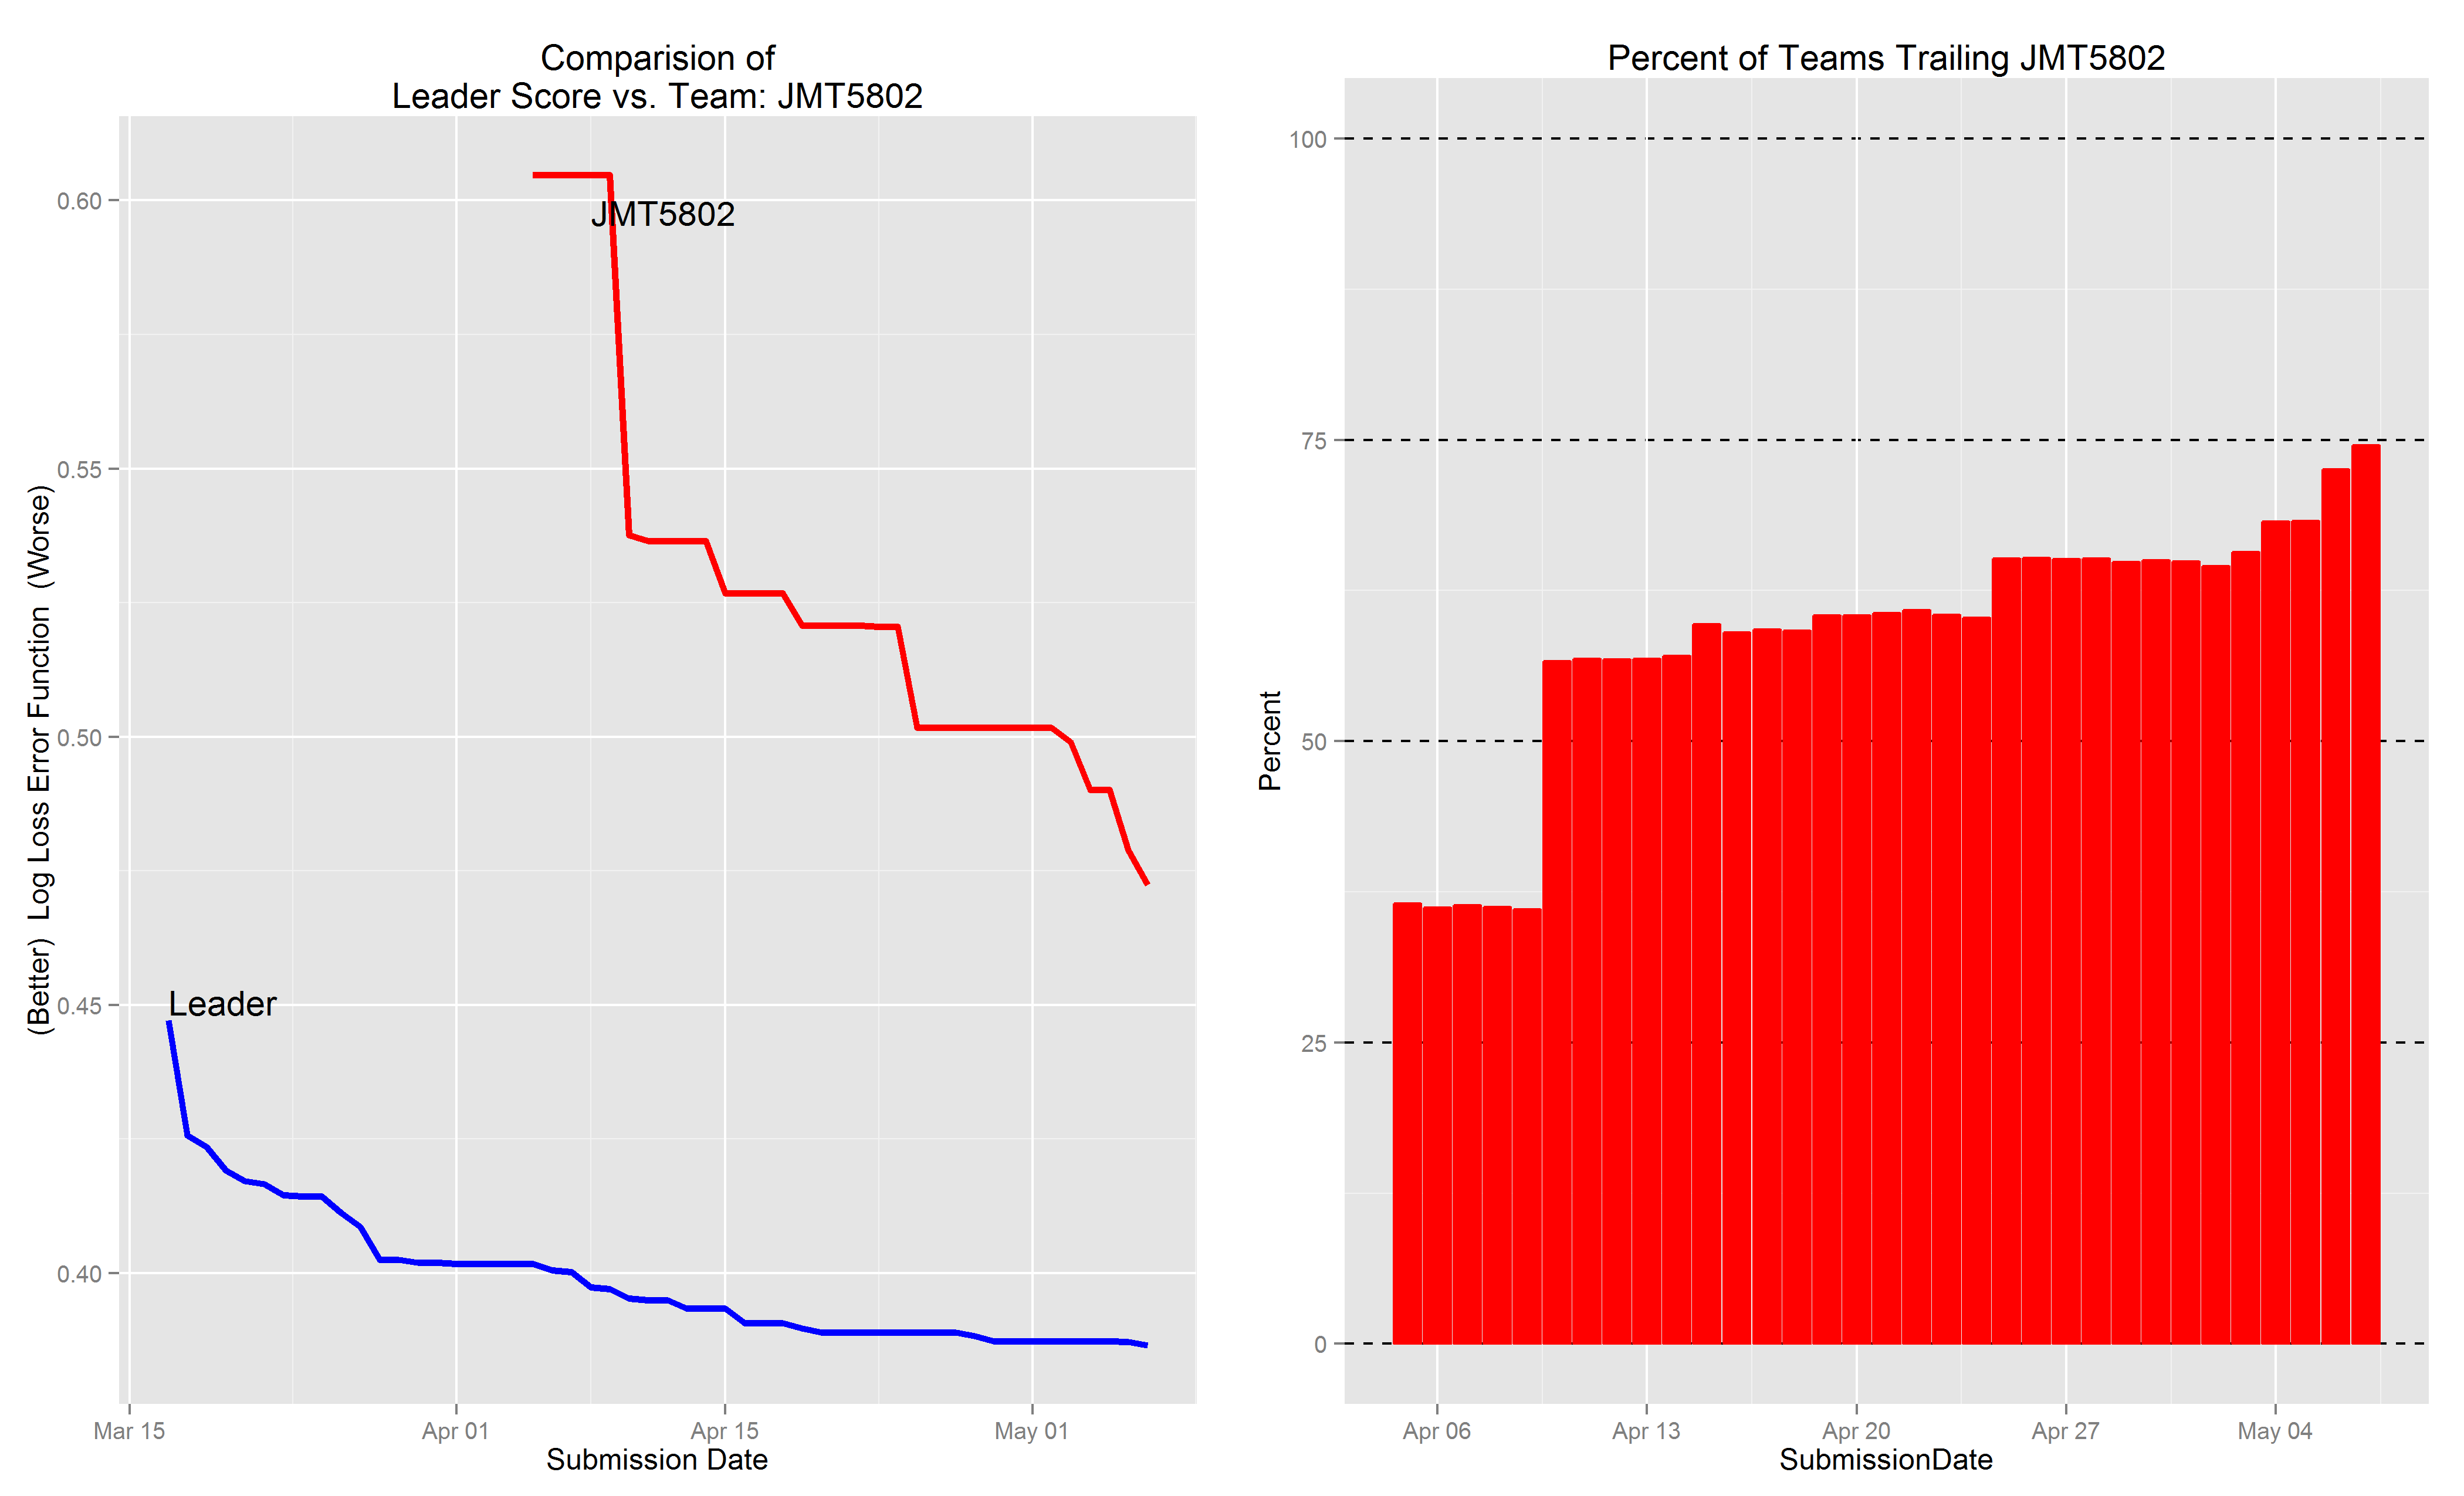 Comparision of
Leader Score vs. Team: JMT5802
(Better)  Log Loss Error Function  (Worse)
0.60
0.55
0.50
0.45
0.40
JMT5802
Leader
Mar 15
Apr 01
Apr 15
May 01
Submission Date
Percent of Teams Trailing JMT5802
Percent
100
75
50
25
0
Apr 06
Apr 13
Apr 20
Apr 27
May 04
SubmissionDate